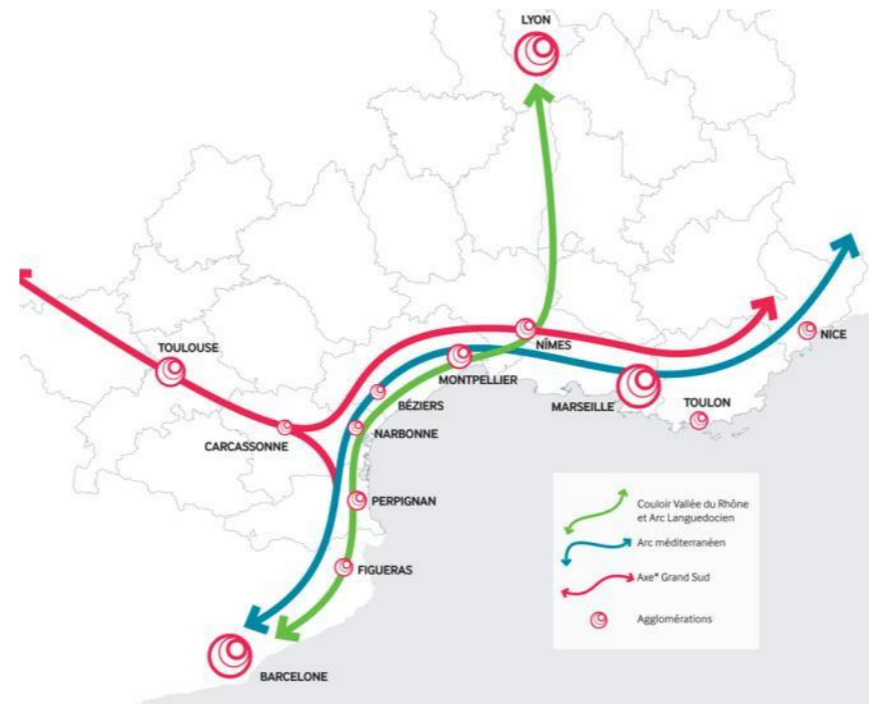 LYON
TOULOUSE
NÎMES
NICE
MONTPELLIER
BÉZIERS
MARSEILLE
TOULON
CARCASSONNE
NARBONNE
PERPIGNAN
FIGUERAS
BARCELONE
Couloir Vallée du Rhône
et Arc Languedocien
Arc méditerranéen
Axe* Grand Sud
Agglomérations